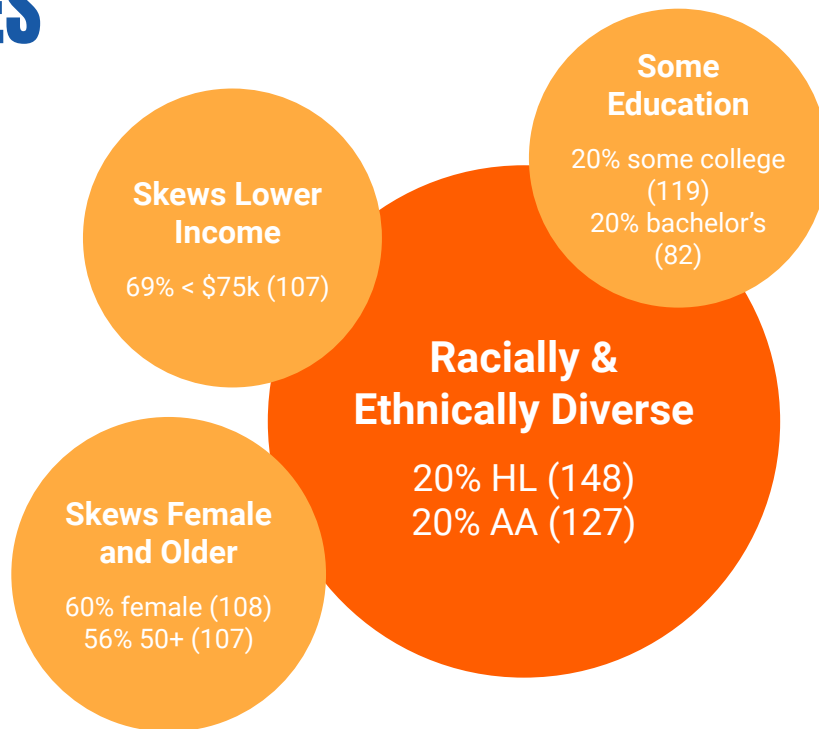 ES
Some
Education
20% some college
(119)
20% bachelor's
(82)
Skews Lower
Income
69% < $75k (107)
Racially &
Ethnically Diverse
20% HL (148)
20% AA (127)
Skews Female
and Older
60% female (108)
56% 50+ (107)